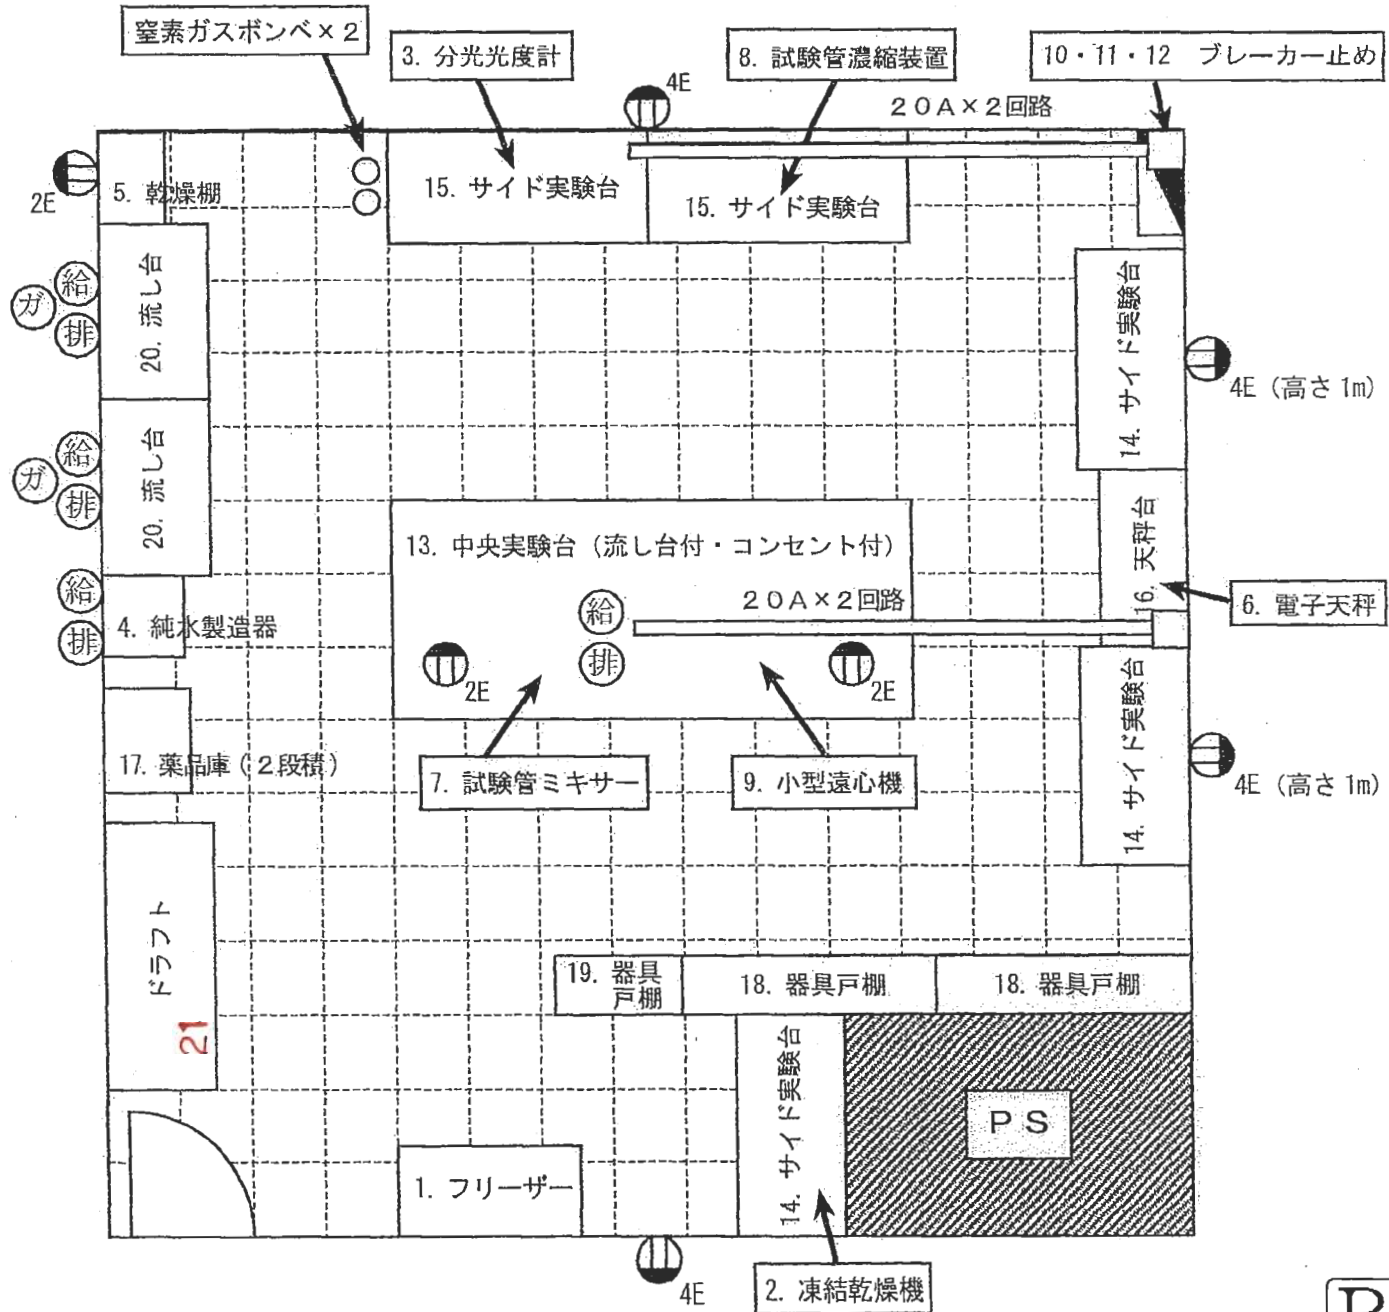 窒素ガスボンベ×2
3. 分光光度計
8. 試験管濃縮装置
10・11・12 ブレーカー止め
4E
20A×2回路
2E
5. 乾燥棚
15. サイド実験台
15. サイド実験台
給
ガ
排
20. 流し台
14. サイド実験台
4E (高さ1m)
給
ガ
排
20. 流し台
13. 中央実験台 (流し台付・コンセント付)
16. 天秤台
6. 電子天秤
給
排
4. 純水製造器
給
排
20A×2回路
2E
2E
14. サイド実験台
4E (高さ1m)
17. 薬品庫(2段積)
7. 試験管ミキサー
9. 小型遠心機
ドラフト
21
19. 器具
戸棚
18. 器具戸棚
18. 器具戸棚
14. サイド実験台
PS
1. フリーザー
4E
2. 凍結乾燥機